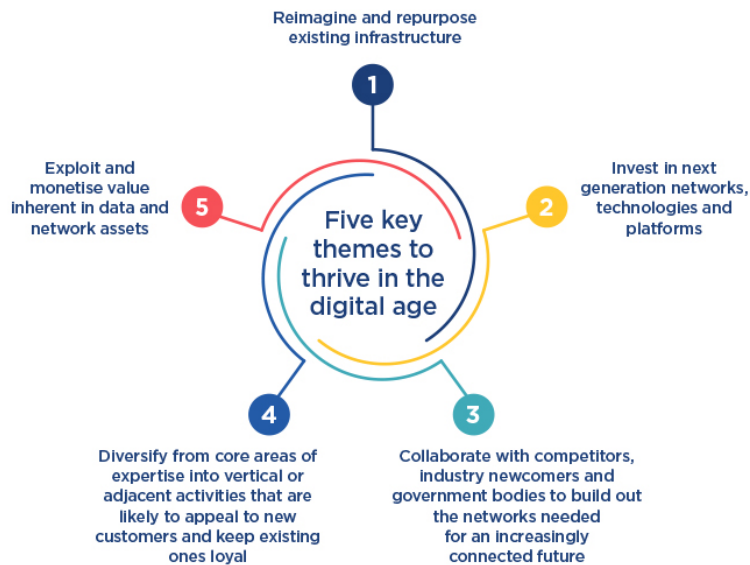 Reimagine and repurpose
existing infrastructure
1
Invest in next
generation networks,
technologies and
platforms
2
Collaborate with competitors,
industry newcomers and
government bodies to build out
the networks needed
for an increasingly
connected future
3
Diversify from core areas of
expertise into vertical or
adjacent activities that are
likely to appeal to new
customers and keep existing
ones loyal
4
Exploit and
monetise value
inherent in data and
network assets
5
Five key
themes to
thrive in the
digital age